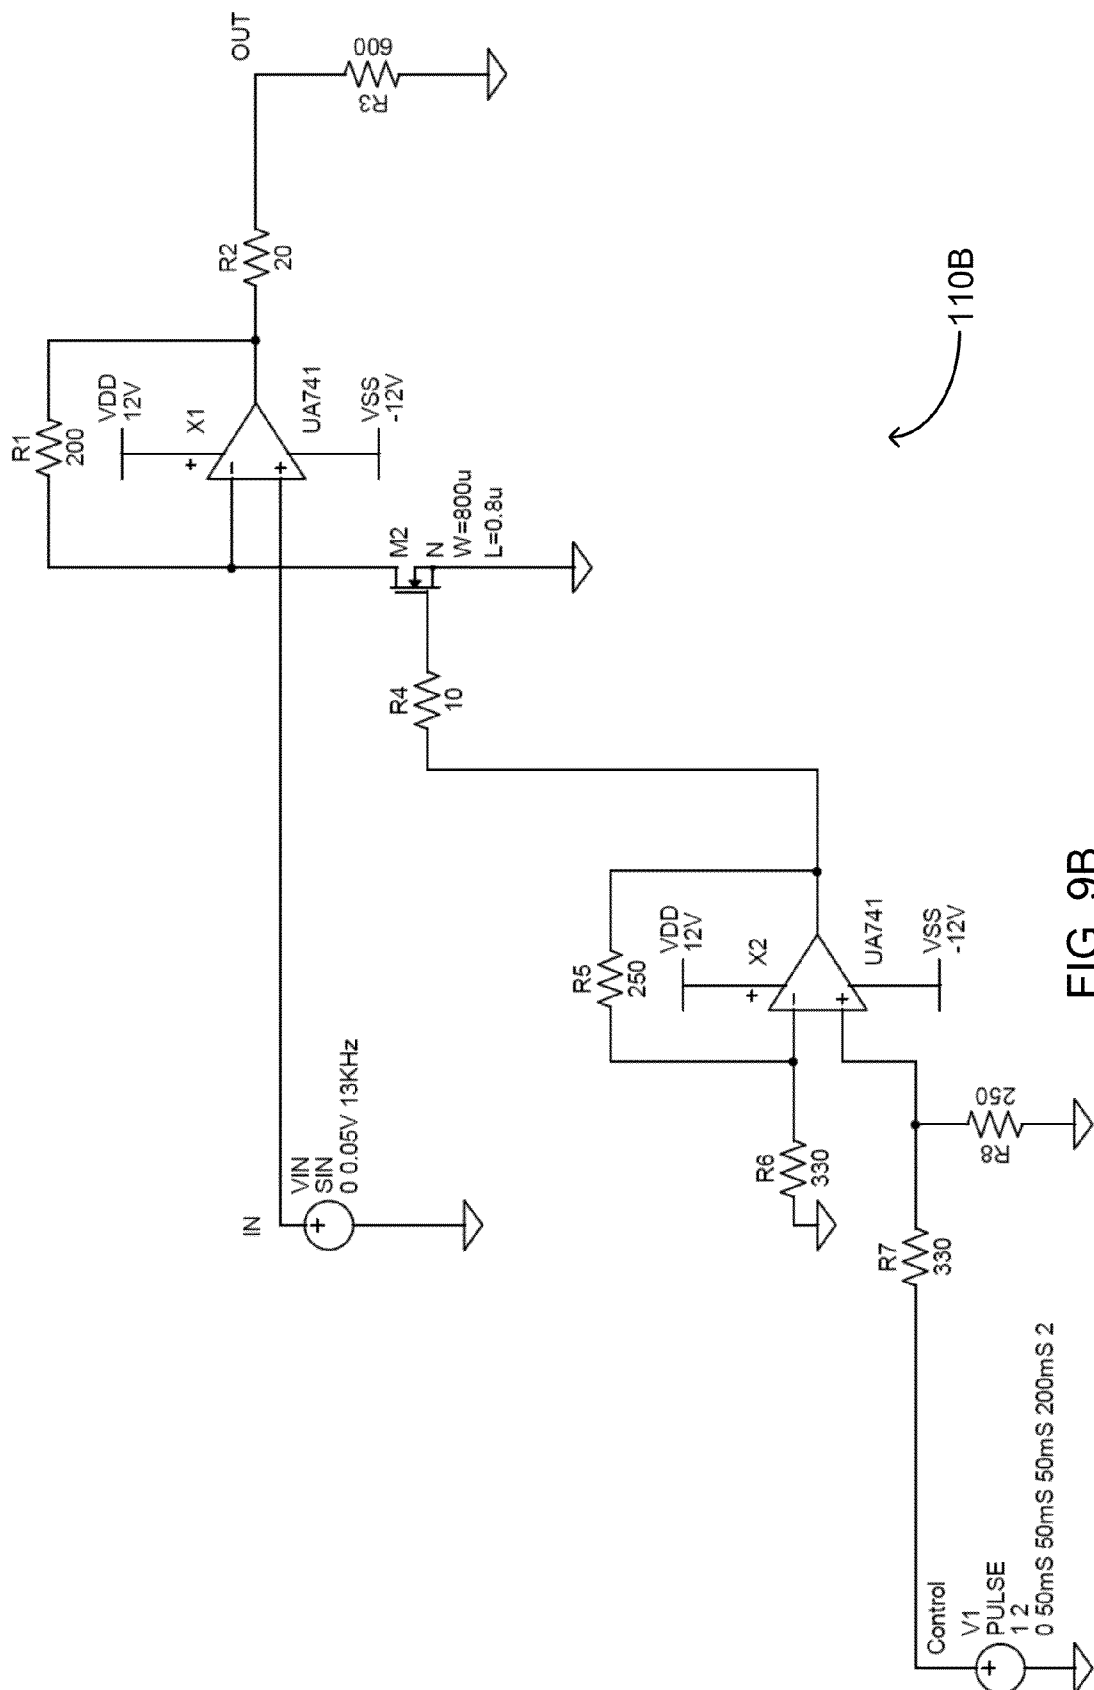 OUT
R3
600
R2
20
R1
200
VDD
12V
X1
+
-
+
UA741
VSS
-12V
M2
N
W=800u
L=0.8u
R4
10
110B
R5
250
VDD
12V
X2
+
-
+
UA741
VSS
-12V
IN
VIN
SIN
0 0.05V 13KHz
+
R6
330
R8
250
R7
330
Control
V1
PULSE
1 2
0 50mS 50mS 50mS 200mS 2
+
FIG. 9B